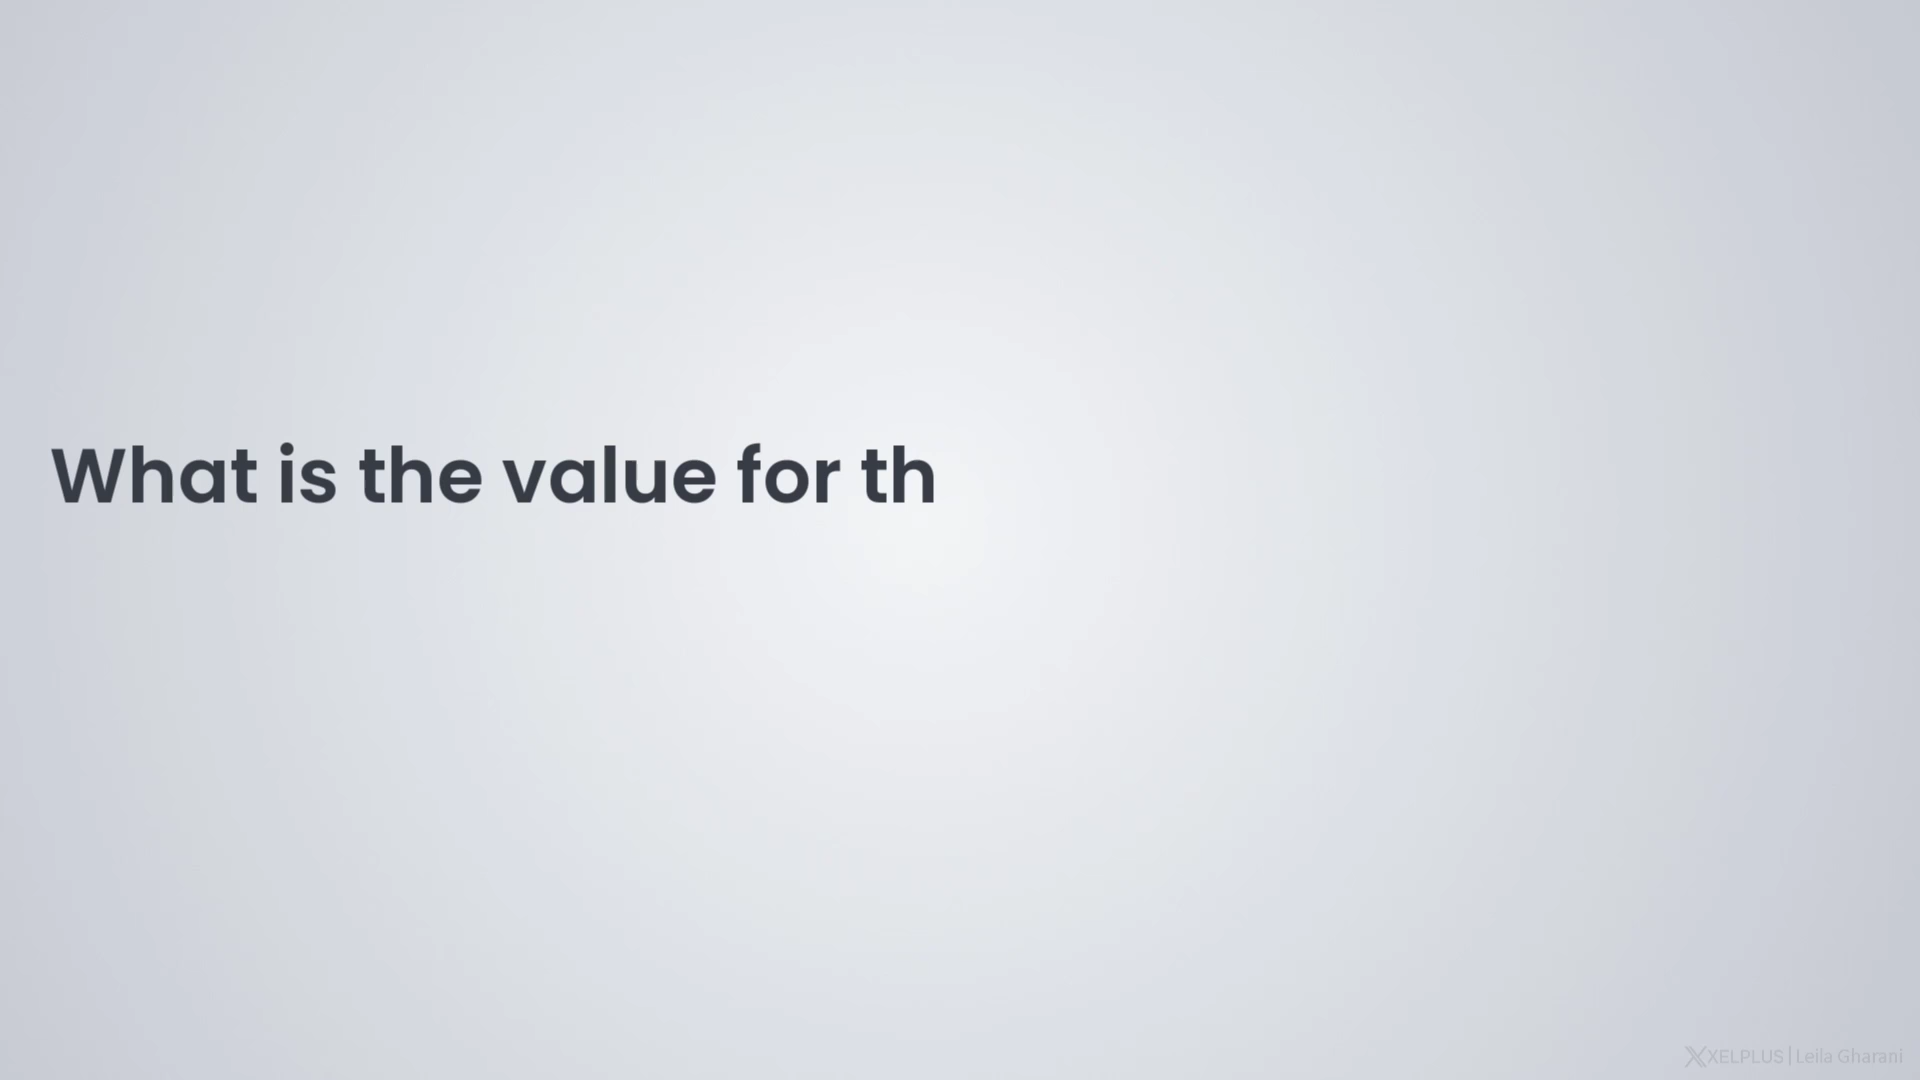 What is the value for th
XELPLUS | Leila Gharani